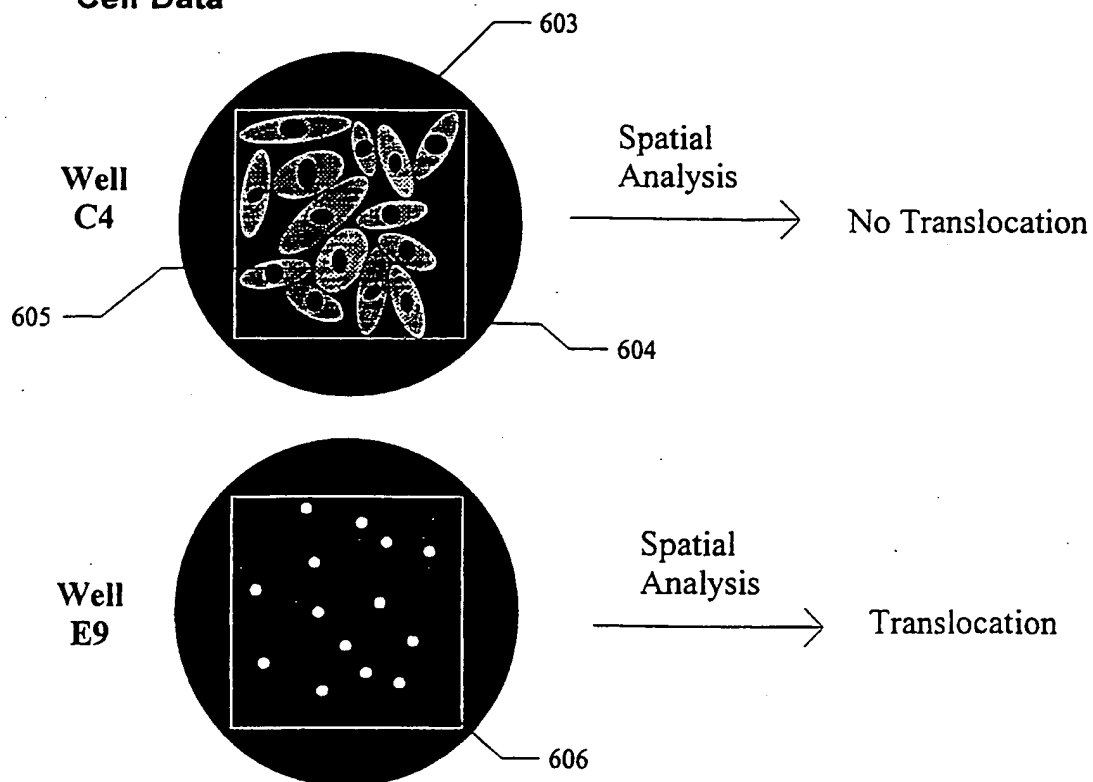 Cell Data
603
Spatial
Analysis
Well
C4
No Translocation
605
604
Spatial
Analysis
Well
E9
Translocation
606